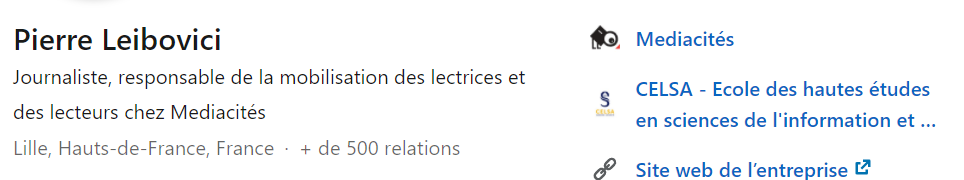 Pierre Leibovici
Journaliste, responsable de la mobilisation des lectrices et
des lecteurs chez Mediacités
Lille, Hauts-de-France, France · + de 500 relations
Mediacités
CELSA - Ecole des hautes études
en sciences de l'information et ...
Site web de l’entreprise